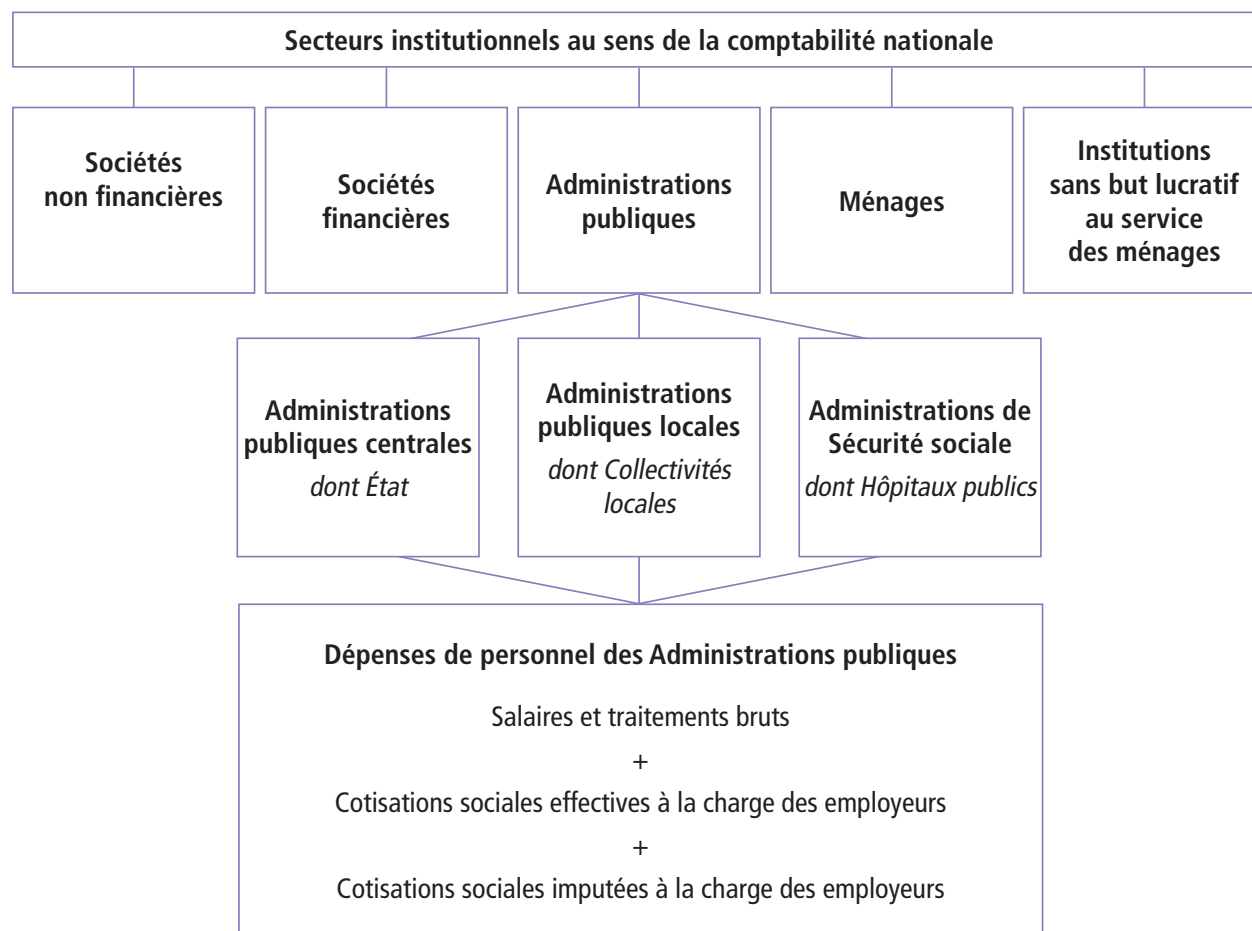 Secteurs institutionnels au sens de la comptabilité nationale
Sociétés
non financières
Sociétés
financières
Administrations
publiques
Ménages
Institutions
sans but lucratif
au service
des ménages
Administrations
publiques centrales
dont État
Administrations
publiques locales
dont Collectivités
locales
Administrations de
Sécurité sociale
dont Hôpitaux publics
Dépenses de personnel des Administrations publiques
Salaires et traitements bruts
+
Cotisations sociales effectives à la charge des employeurs
+
Cotisations sociales imputées à la charge des employeurs